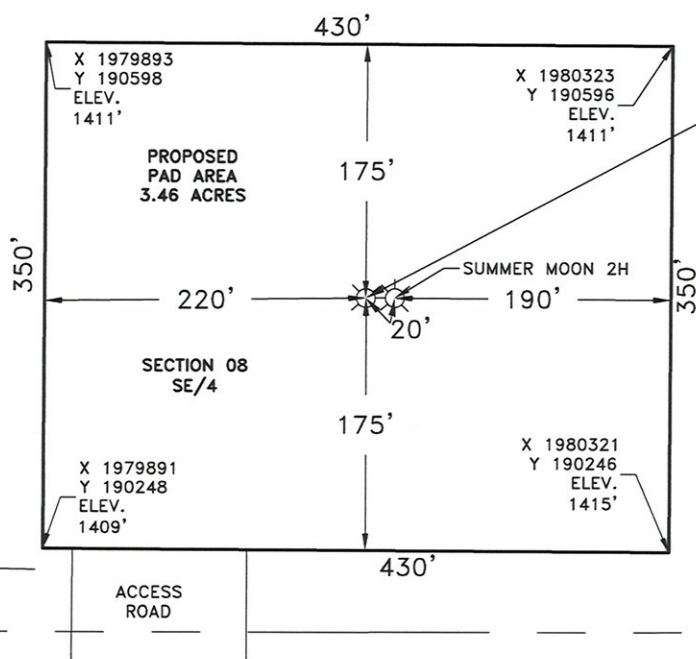 430'
X 1979893
Y 190598
ELEV.
1411'
X 1980323
Y 190596
ELEV.
1411'
PROPOSED
PAD AREA
3.46 ACRES
175'
350'
SUMMER MOON 2H
220'
190'
350'
20'
SECTION 08
SE/4
175'
X 1979891
Y 190248
ELEV.
1409'
X 1980321
Y 190246
ELEV.
1415'
430'
ACCESS
ROAD